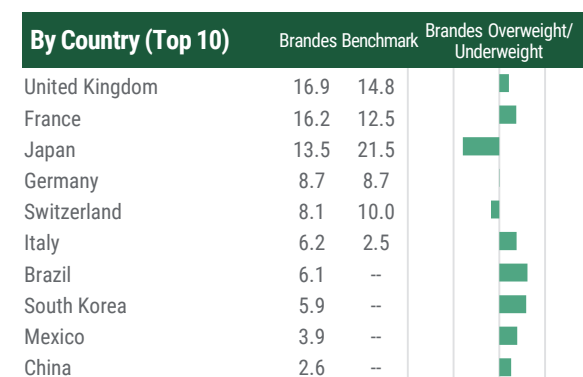 By Country (Top 10) Brandes Benchmark Brandes Overweight/
Underweight
United Kingdom 16.9 14.8
France 16.2 12.5
Japan 13.5 21.5
Germany 8.7 8.7
Switzerland 8.1 10.0
Italy 6.2 2.5
Brazil 6.1 --
South Korea 5.9 --
Mexico 3.9 --
China 2.6 --